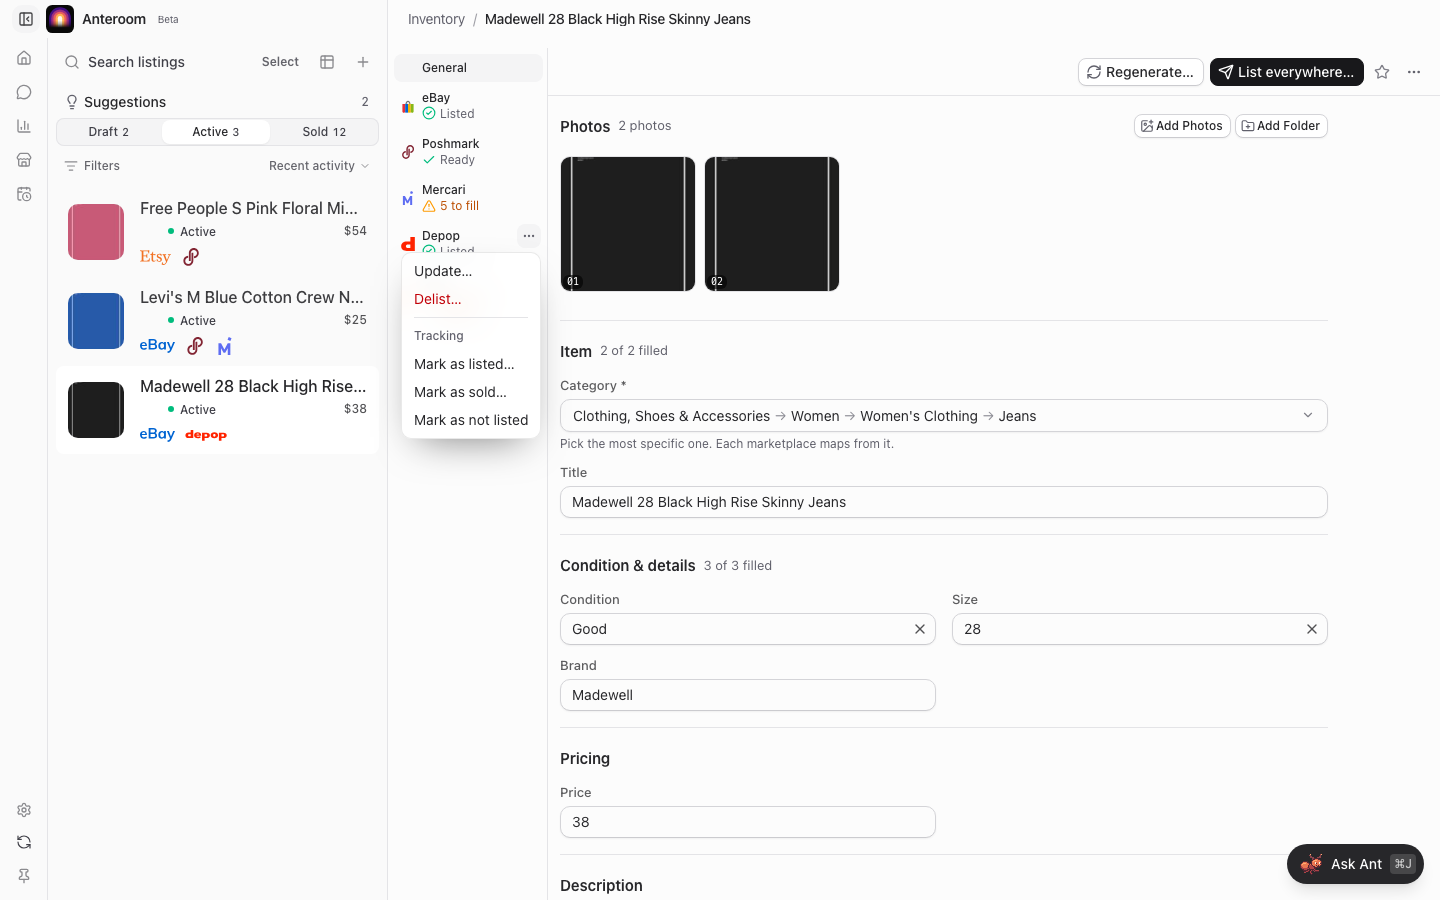 Anteroom Beta
Inventory / Madewell 28 Black High Rise Skinny Jeans
Search listings
Select
Suggestions 2
Draft 2
Active 3
Sold 12
Filters
Recent activity
Free People S Pink Floral Mi...
Active $54
Etsy
Levi's M Blue Cotton Crew N...
Active $25
eBay
Madewell 28 Black High Rise...
Active $38
eBay depop
General
eBay
Listed
Poshmark
Ready
Mercari
5 to fill
Depop
Listed
Update...
Delist...
Tracking
Mark as listed...
Mark as sold...
Mark as not listed
Regenerate...
List everywhere...
Photos 2 photos
Add Photos
Add Folder
01
02
Item 2 of 2 filled
Category *
Clothing, Shoes & Accessories → Women → Women's Clothing → Jeans
Pick the most specific one. Each marketplace maps from it.
Title
Madewell 28 Black High Rise Skinny Jeans
Condition & details 3 of 3 filled
Condition
Good
Size
28
Brand
Madewell
Pricing
Price
38
Description
Ask Ant ⌘J